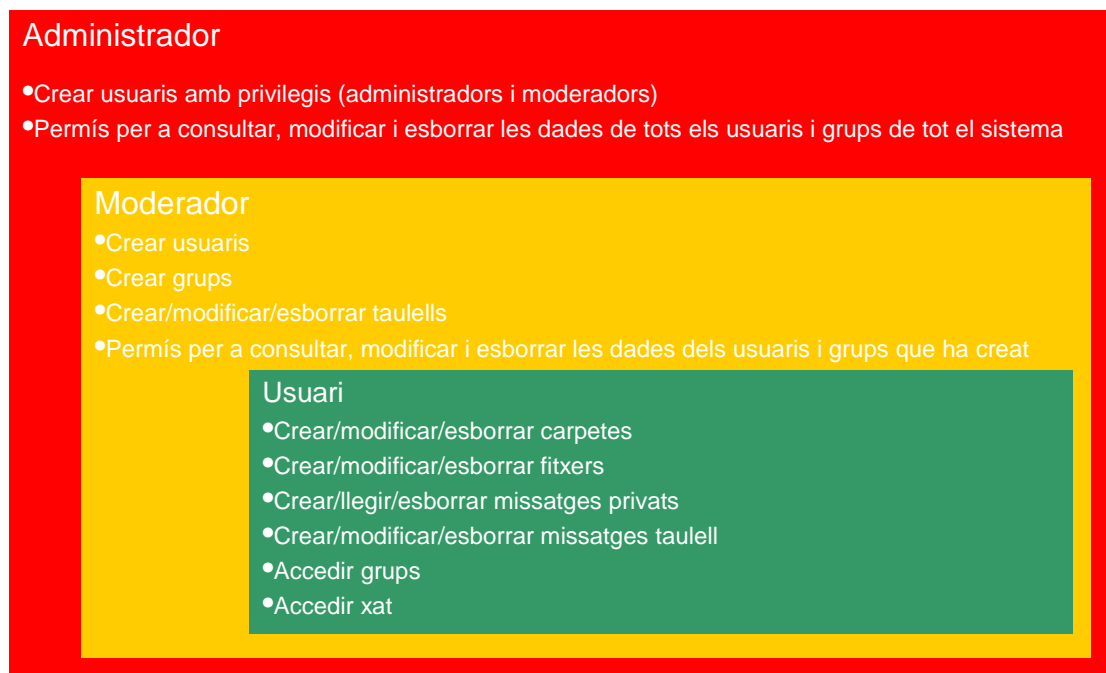 Administrador
•Crear usuaris amb privilegis (administradors i moderadors)
•Permís per a consultar, modificar i esborrar les dades de tots els usuaris i grups de tot el sistema
Moderador
•Crear usuaris
•Crear grups
•Crear/modificar/esborrar taulells
•Permís per a consultar, modificar i esborrar les dades dels usuaris i grups que ha creat
Usuari
•Crear/modificar/esborrar carpetes
•Crear/modificar/esborrar fitxers
•Crear/llegir/esborrar missatges privats
•Crear/modificar/esborrar missatges taulell
•Accedir grups
•Accedir xat